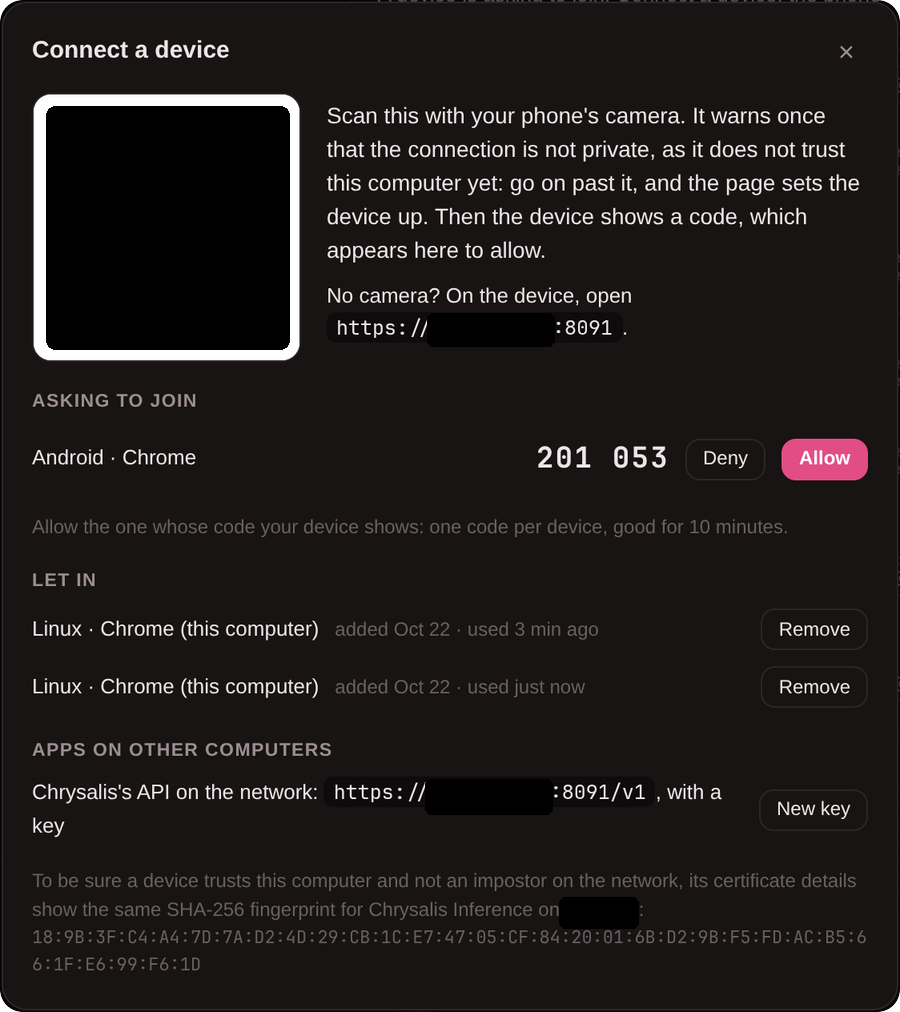 Connect a device
Scan this with your phone's camera. It warns once
that the connection is not private, as it does not trust
this computer yet: go on past it, and the page sets the
device up. Then the device shows a code, which
appears here to allow.
No camera? On the device, open
https:// :8091 .
ASKING TO JOIN
Android · Chrome 201 053 Deny Allow
Allow the one whose code your device shows: one code per device, good for 10 minutes.
LET IN
Linux · Chrome (this computer) added Oct 22 · used 3 min ago Remove
Linux · Chrome (this computer) added Oct 22 · used just now Remove
APPS ON OTHER COMPUTERS
Chrysalis's API on the network: https:// :8091/v1 , with a
key
New key
To be sure a device trusts this computer and not an impostor on the network, its certificate details
show the same SHA-256 fingerprint for Chrysalis Inference on :
18:9B:3F:C4:A4:7D:7A:D2:4D:29:CB:1C:E7:47:05:CF:84:20:01:6B:D2:9B:F5:FD:AC:B5:6
6:1F:E6:99:F6:1D